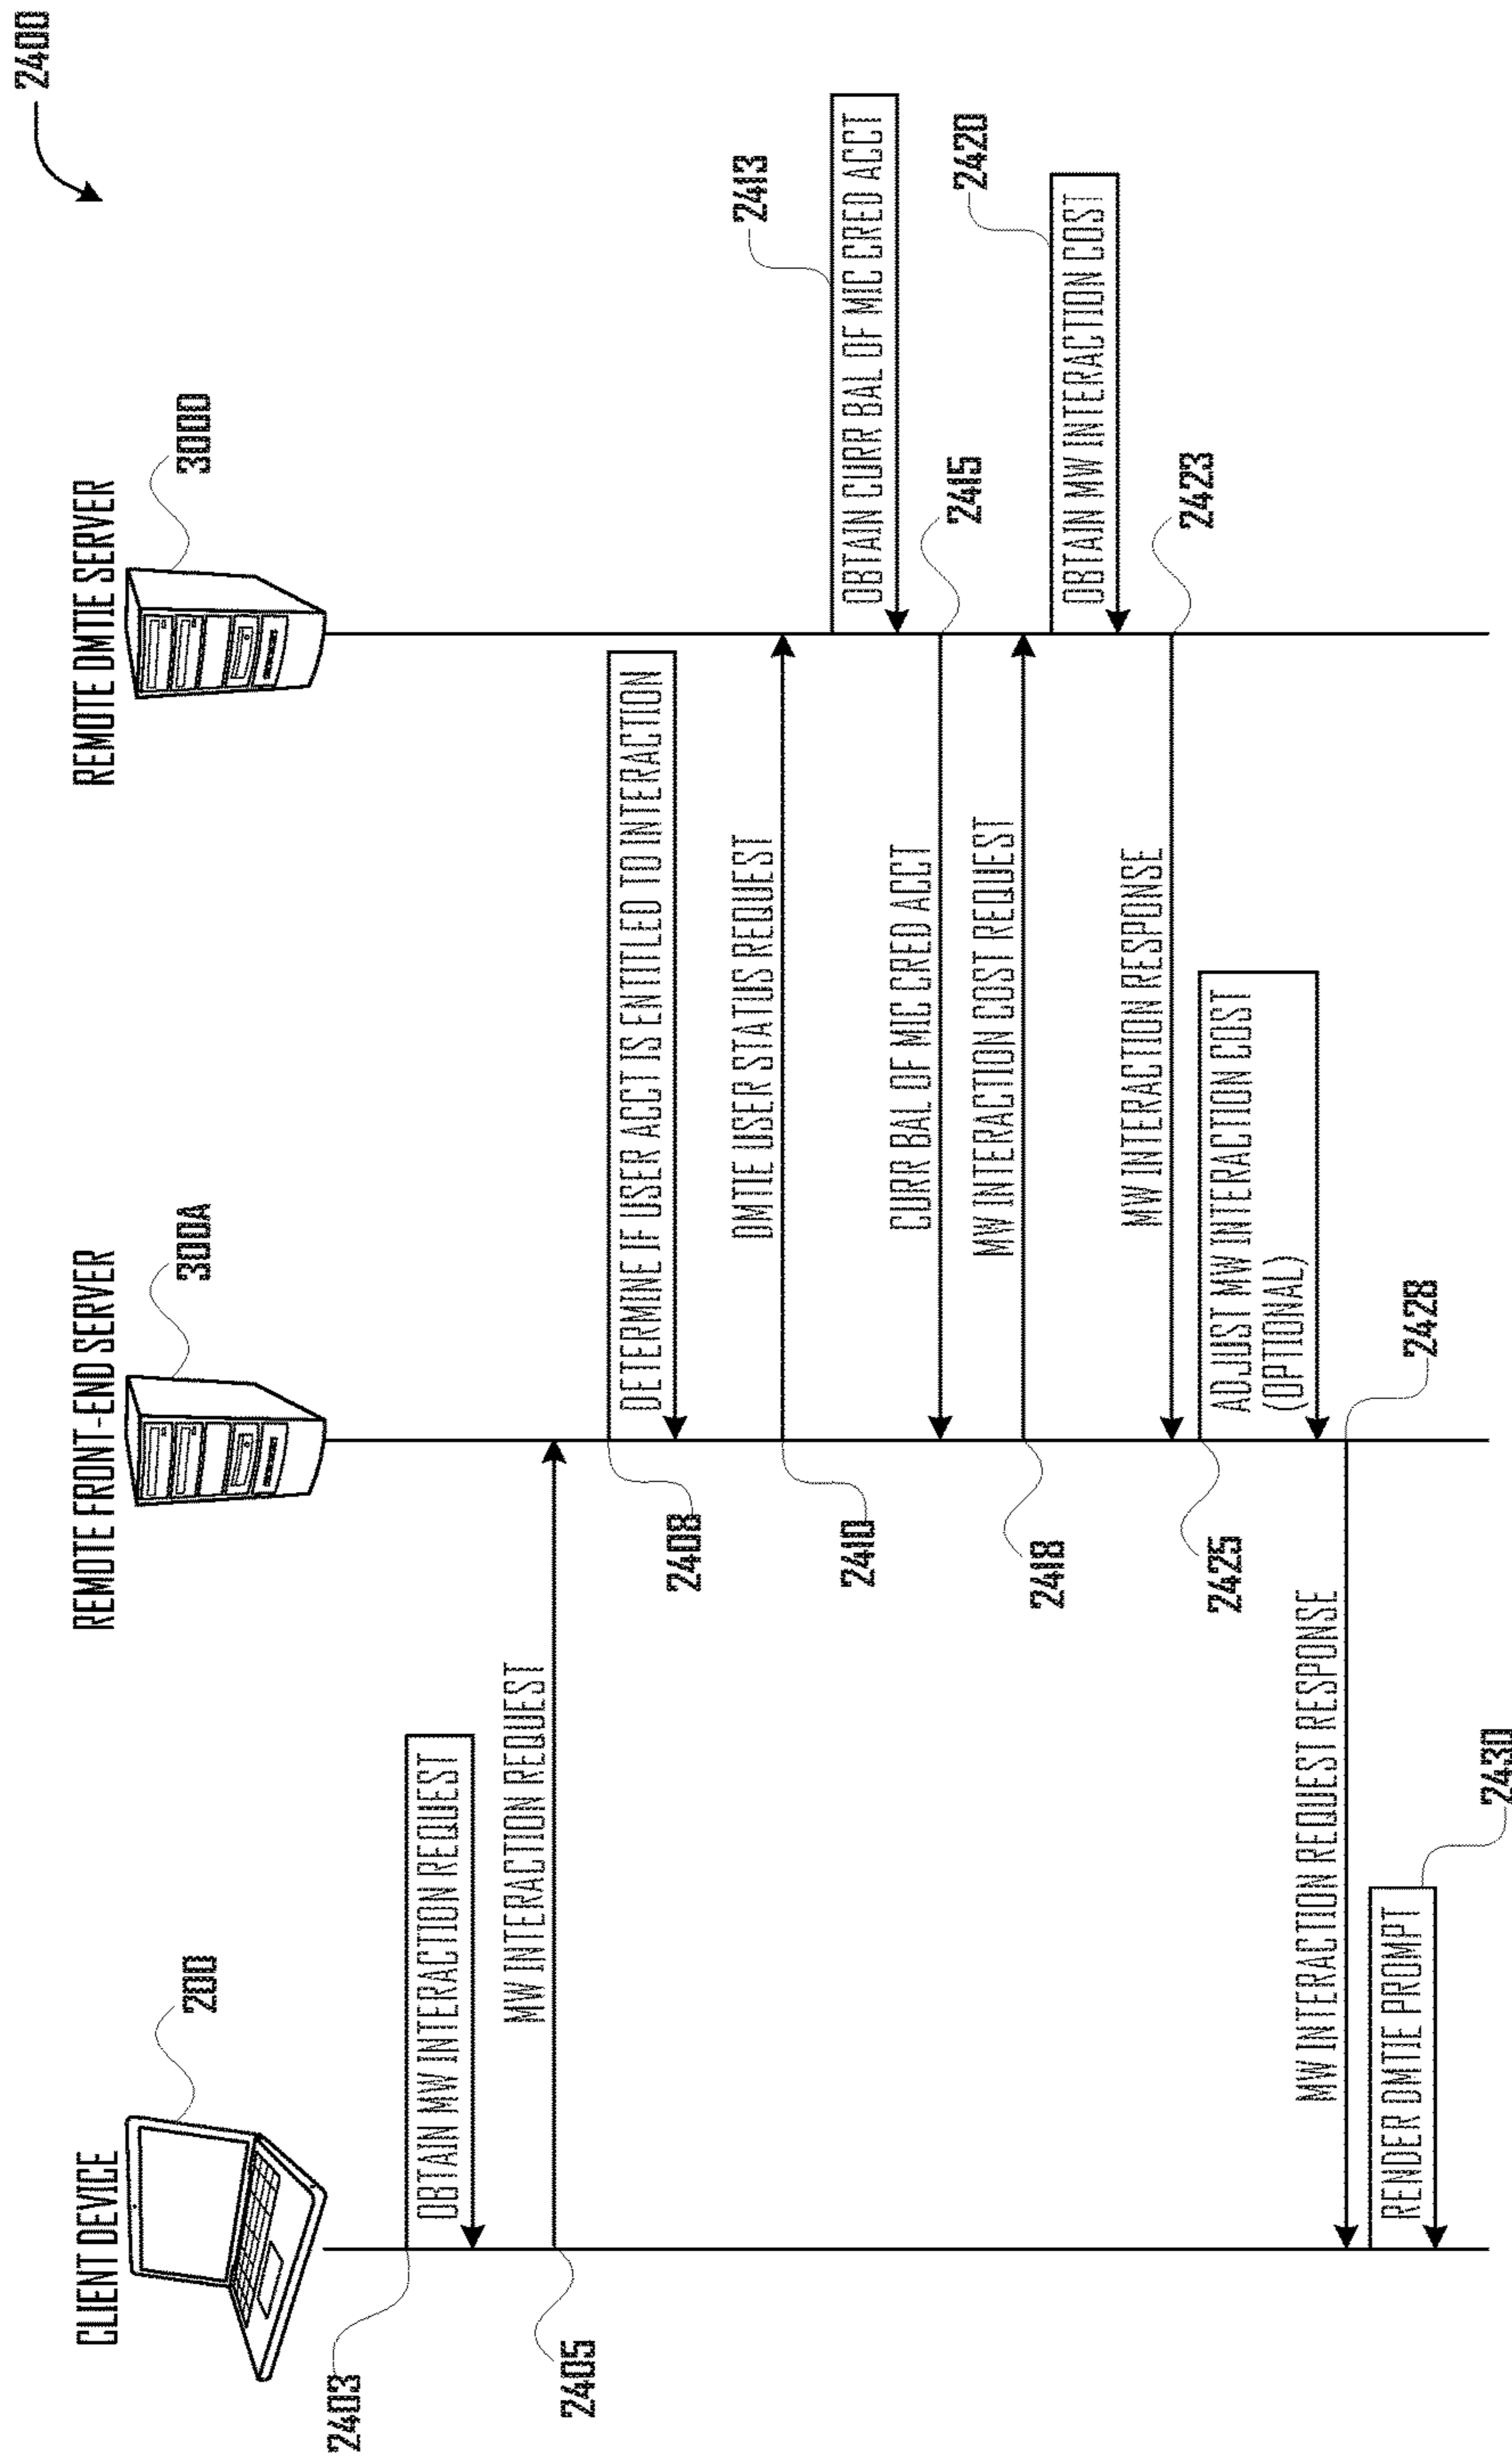 2400
CLIENT DEVICE
REMOTE FRONT-END SERVER
REMOTE DMTIE SERVER
200
300A
300D
2403
OBTAIN MW INTERACTION REQUEST
MW INTERACTION REQUEST
2405
DETERMINE IF USER ACCT IS ENTITLED TO INTERACTION
2408
DMTIE USER STATUS REQUEST
2410
2413
OBTAIN CURR BAL OF MIC CRED ACCT
CURR BAL OF MIC CRED ACCT
2415
MW INTERACTION COST REQUEST
2418
2420
OBTAIN MW INTERACTION COST
MW INTERACTION RESPONSE
2423
ADJUST MW INTERACTION COST
(OPTIONAL)
2425
MW INTERACTION REQUEST RESPONSE
2428
RENDER DMTIE PROMPT
2430